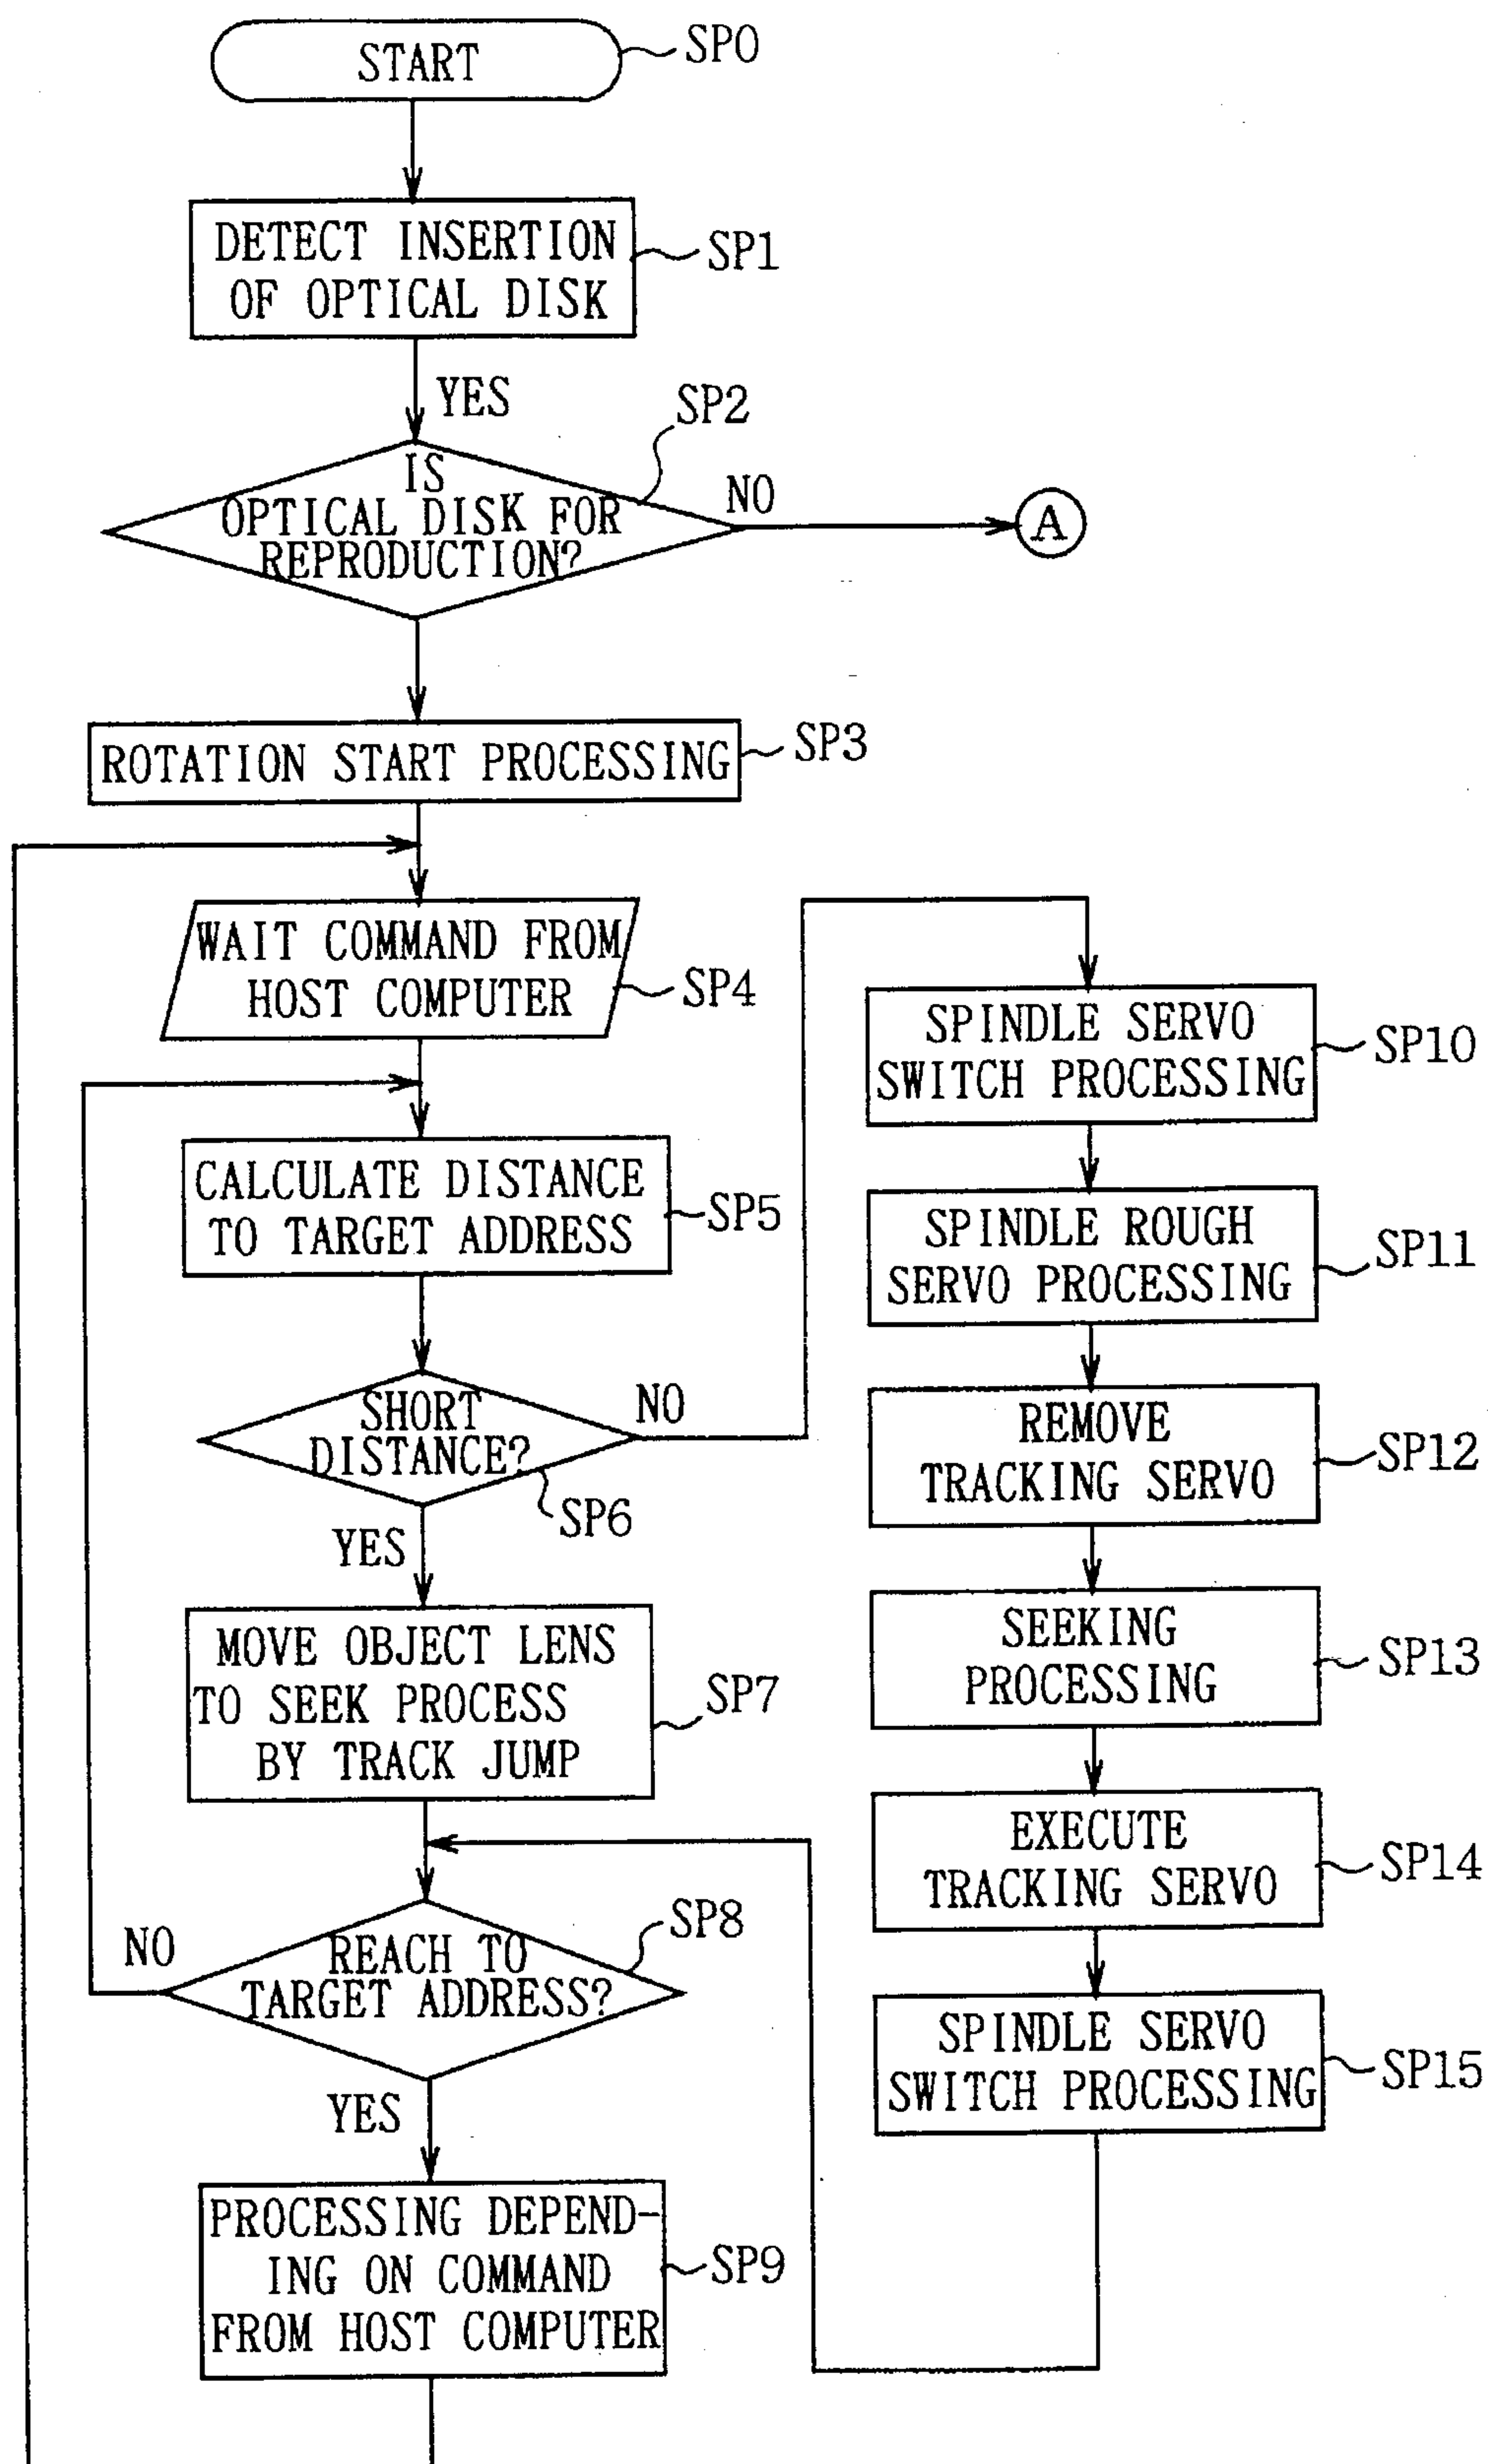 START
SP0
DETECT INSERTION
OF OPTICAL DISK
SP1
YES
SP2
IS
OPTICAL DISK FOR
REPRODUCTION?
NO
A
ROTATION START PROCESSING
SP3
WAIT COMMAND FROM
HOST COMPUTER
SP4
CALCULATE DISTANCE
TO TARGET ADDRESS
SP5
SHORT
DISTANCE?
NO
SP6
YES
MOVE OBJECT LENS
TO SEEK PROCESS
BY TRACK JUMP
SP7
REACH TO
TARGET ADDRESS?
SP8
NO
YES
PROCESSING DEPEND-
ING ON COMMAND
FROM HOST COMPUTER
SP9
SPINDLE SERVO
SWITCH PROCESSING
SP10
SPINDLE ROUGH
SERVO PROCESSING
SP11
REMOVE
TRACKING SERVO
SP12
SEEKING
PROCESSING
SP13
EXECUTE
TRACKING SERVO
SP14
SPINDLE SERVO
SWITCH PROCESSING
SP15